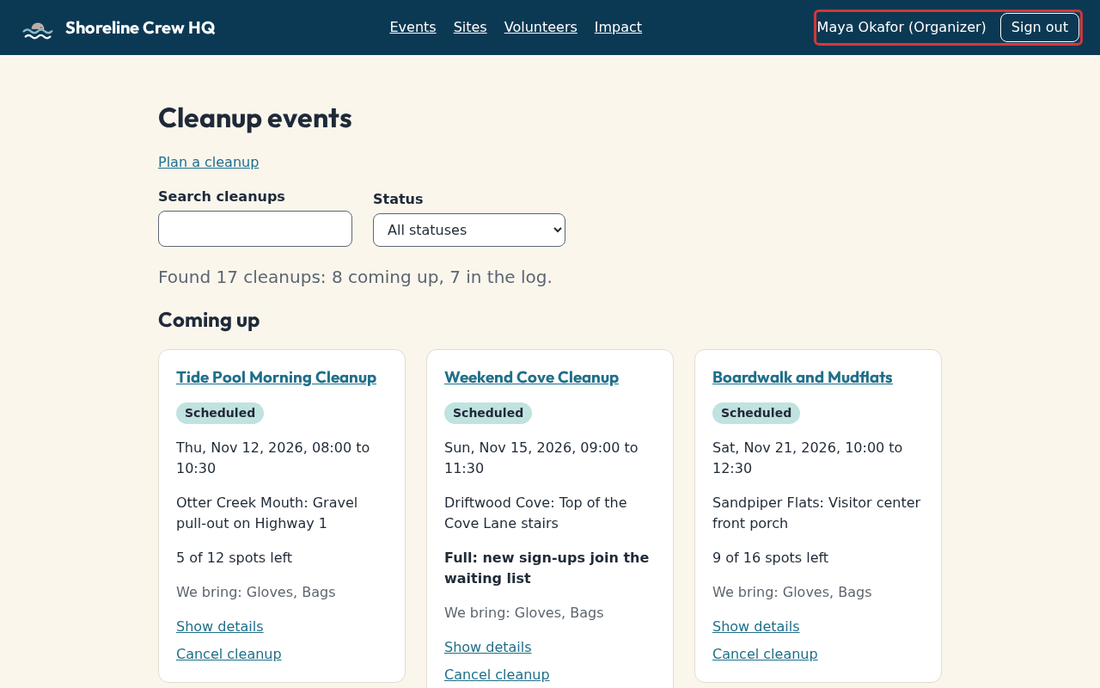 Shoreline Crew HQ
Events Sites Volunteers Impact
Maya Okafor (Organizer) Sign out
Cleanup events
Plan a cleanup
Search cleanups
Status
All statuses
Found 17 cleanups: 8 coming up, 7 in the log.
Coming up
Tide Pool Morning Cleanup
Scheduled
Thu, Nov 12, 2026, 08:00 to
10:30
Otter Creek Mouth: Gravel
pull-out on Highway 1
5 of 12 spots left
We bring: Gloves, Bags
Show details
Cancel cleanup
Weekend Cove Cleanup
Scheduled
Sun, Nov 15, 2026, 09:00 to
11:30
Driftwood Cove: Top of the
Cove Lane stairs
Full: new sign-ups join the
waiting list
We bring: Gloves, Bags
Show details
Cancel cleanup
Boardwalk and Mudflats
Scheduled
Sat, Nov 21, 2026, 10:00 to
12:30
Sandpiper Flats: Visitor center
front porch
9 of 16 spots left
We bring: Gloves, Bags
Show details
Cancel cleanup